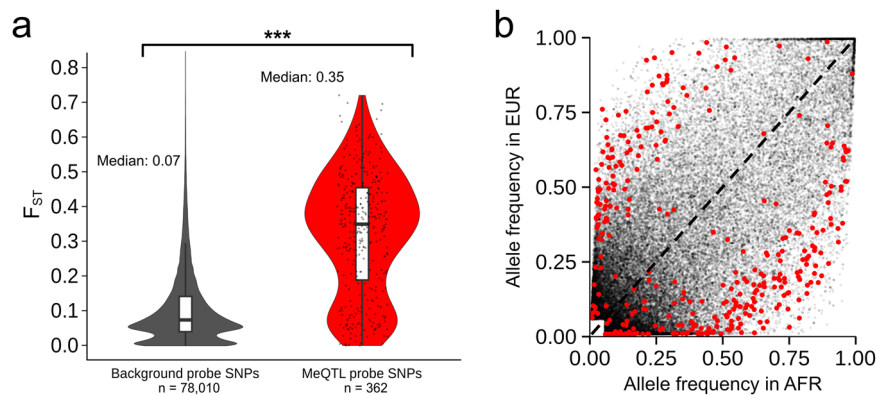 a
b
***
Median: 0.35
Median: 0.07
FST
0.8
0.7
0.6
0.5
0.4
0.3
0.2
0.1
0.0
Background probe SNPs
n = 78,010
MeQTL probe SNPs
n = 362
Allele frequency in EUR
1.00
0.75
0.50
0.25
0.00
0.00 0.25 0.50 0.75 1.00
Allele frequency in AFR